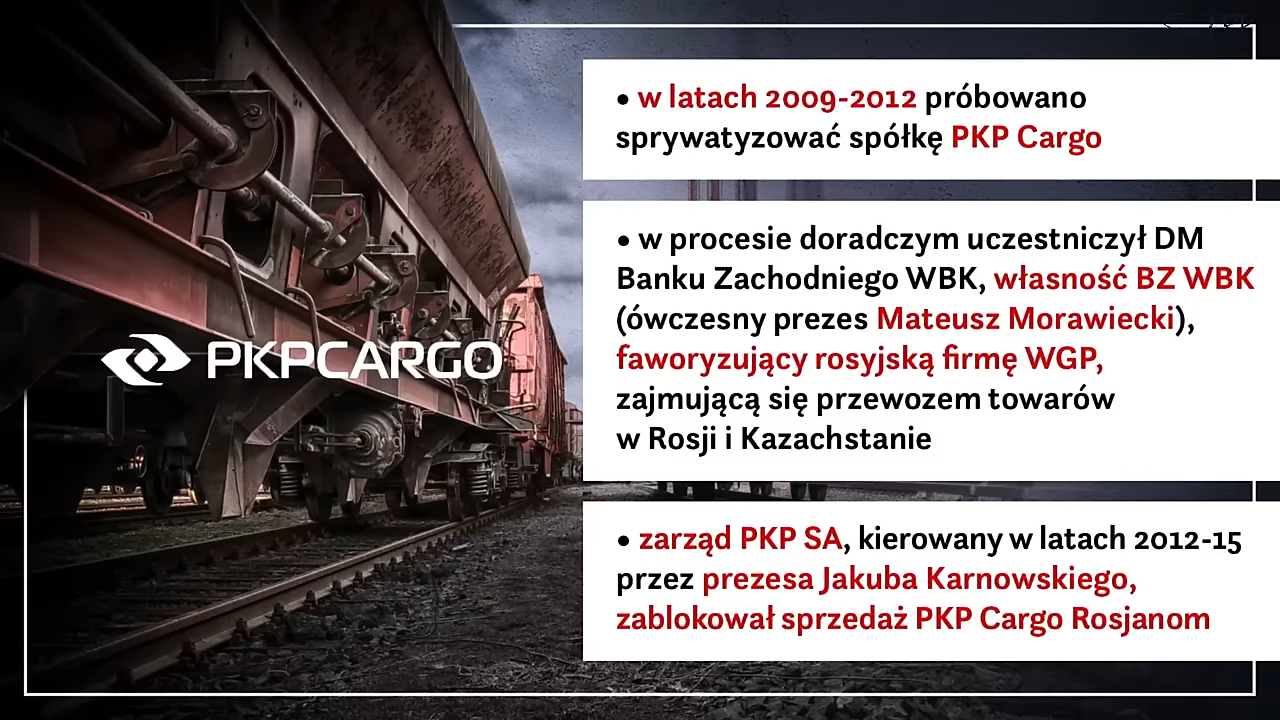 PKPCARGO
• w latach 2009-2012 próbowano
sprywatyzować spółkę PKP Cargo
• w procesie doradczym uczestniczył DM
Banku Zachodniego WBK, własność BZ WBK
(ówczesny prezes Mateusz Morawiecki),
faworyzujący rosyjską firmę WGP,
zajmującą się przewozem towarów
w Rosji i Kazachstanie
• zarząd PKP SA, kierowany w latach 2012-15
przez prezesa Jakuba Karnowskiego,
zablokował sprzedaż PKP Cargo Rosjanom